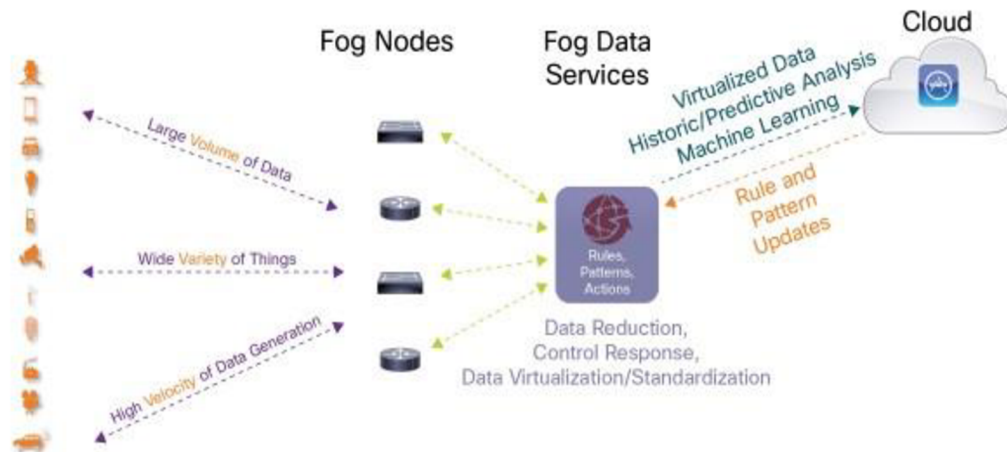 Fog Nodes
Fog Data
Services
Cloud
Large Volume of Data
Wide Variety of Things
High Velocity of Data Generation
Virtualized Data
Historic/Predictive Analysis
Machine Learning
Rule and
Pattern
Updates
Rules,
Patterns,
Actions
Data Reduction,
Control Response,
Data Virtualization/Standardization